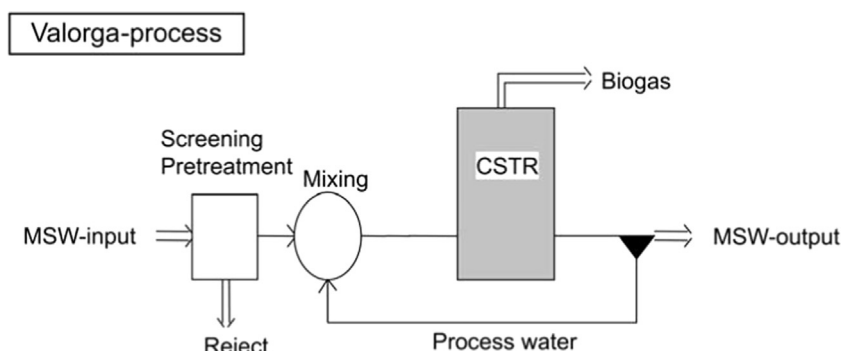 Valorga-process
Biogas
Screening
Pretreatment
Mixing
CSTR
MSW-input
MSW-output
Reject
Process water